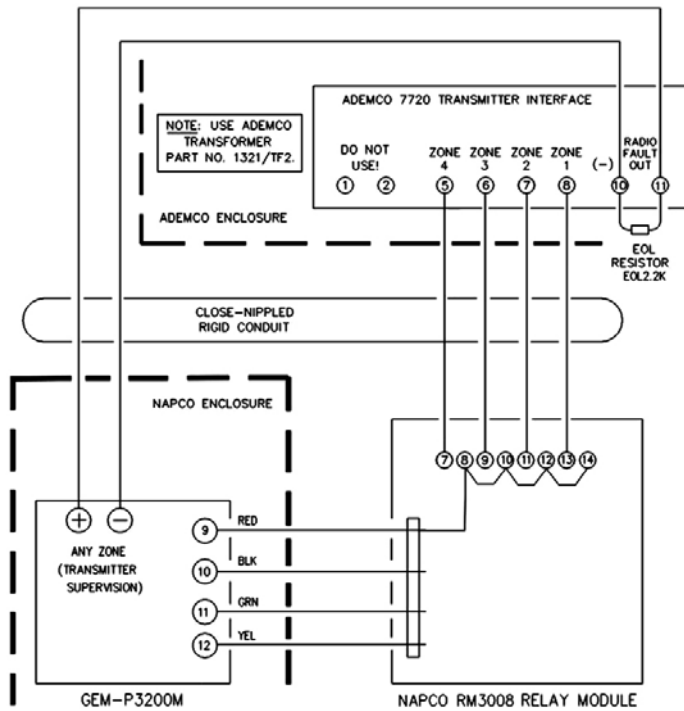 ADEMCO 7720 TRANSMITTER INTERFACE
NOTE: USE ADEMCO
TRANSFORMER
PART NO. 1321/TF2.
DO NOT
USE!
ZONE
4
ZONE
3
ZONE
2
ZONE
1
(-)
RADIO
FAULT
OUT
1 2 5 6 7 8 10 11
ADEMCO ENCLOSURE
EOL
RESISTOR
EOL2.2K
CLOSE-NIPPLED
RIGID CONDUIT
NAPCO ENCLOSURE
7 8 9 10 11 12 13 14
+ −
ANY ZONE
(TRANSMITTER
SUPERVISION)
9 RED
10 BLK
11 GRN
12 YEL
GEM-P3200M
NAPCO RM3008 RELAY MODULE